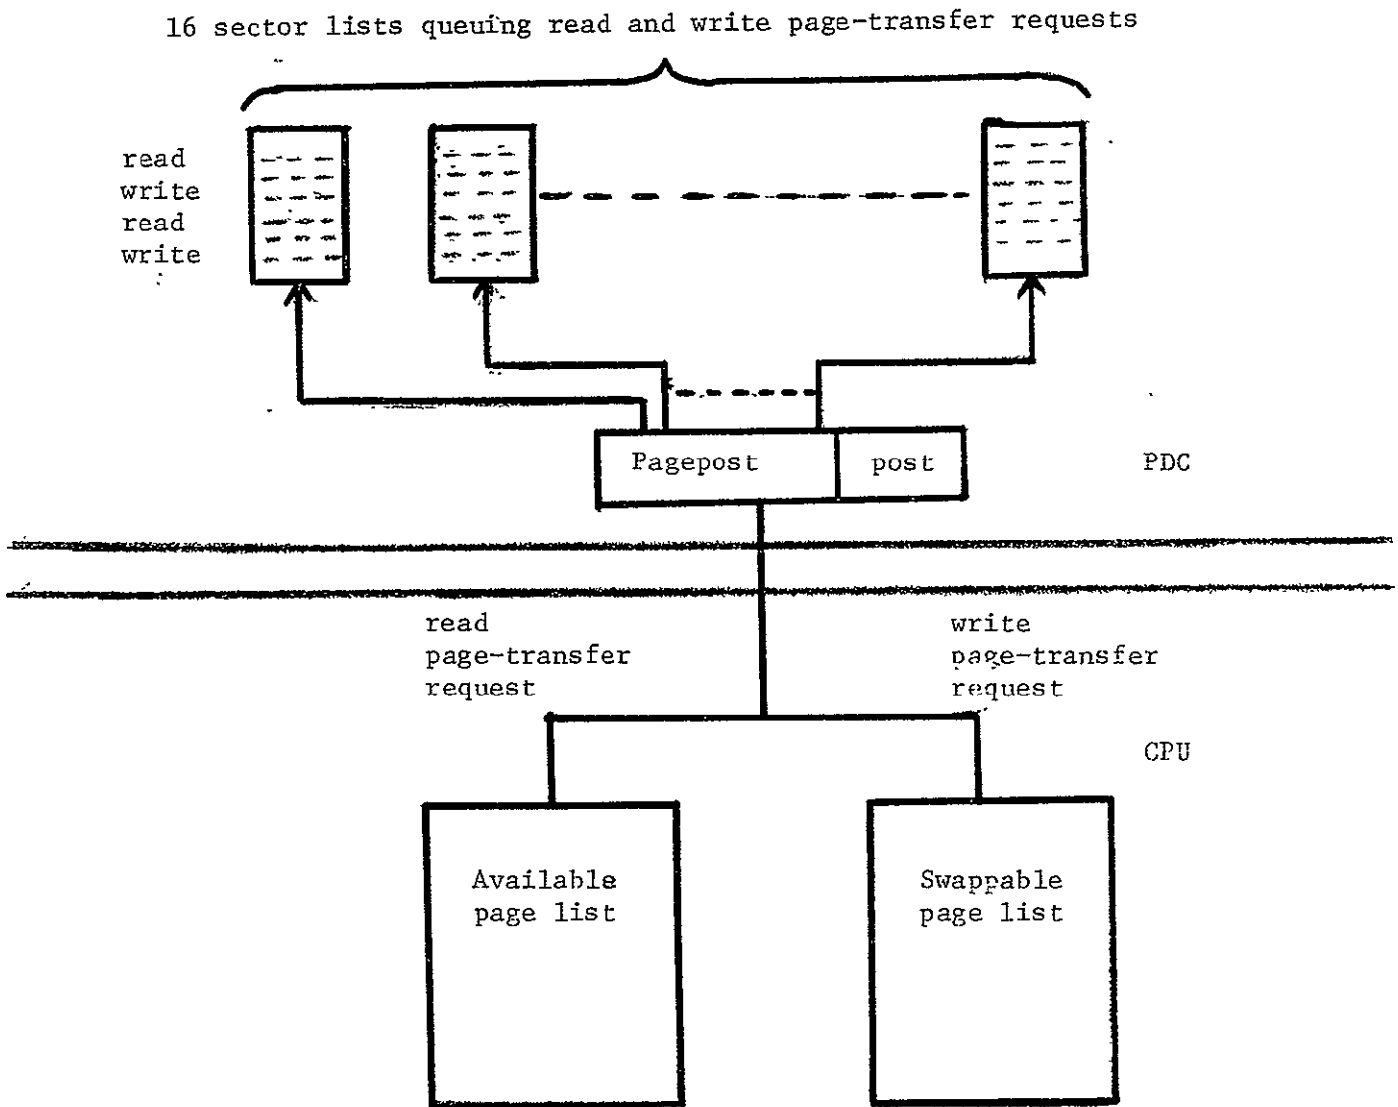 16 sector lists queuing read and write page-transfer requests
read
write
read
write
Pagepost
post
PDC
read
page-transfer
request
write
page-transfer
request
CPU
Available
page list
Swappable
page list